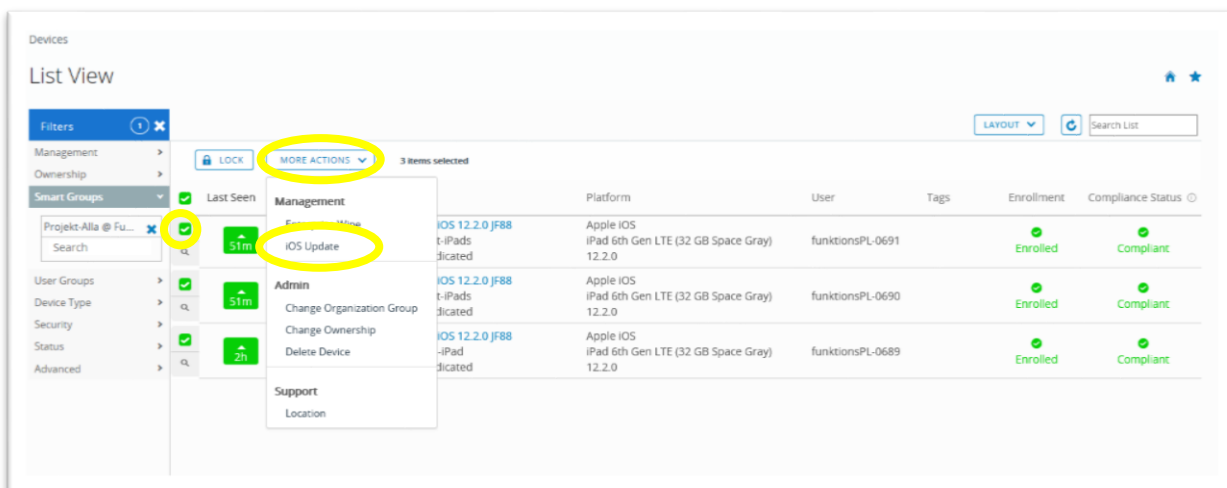 Devices
List View
Filters 1
LAYOUT
Search List
Management
Ownership
Smart Groups
Projekt-Alla @ Fu...
Search
User Groups
Device Type
Security
Status
Advanced
LOCK
MORE ACTIONS
3 items selected
Last Seen
Platform
User
Tags
Enrollment
Compliance Status
Management
iOS Update
Admin
Change Organization Group
Change Ownership
Delete Device
Support
Location
51m
iOS 12.2.0 JF88
t-iPads
dicated
Apple iOS
iPad 6th Gen LTE (32 GB Space Gray)
12.2.0
funktionsPL-0691
Enrolled
Compliant
51m
iOS 12.2.0 JF88
t-iPads
dicated
Apple iOS
iPad 6th Gen LTE (32 GB Space Gray)
12.2.0
funktionsPL-0690
Enrolled
Compliant
2h
iOS 12.2.0 JF88
-iPad
dicated
Apple iOS
iPad 6th Gen LTE (32 GB Space Gray)
12.2.0
funktionsPL-0689
Enrolled
Compliant